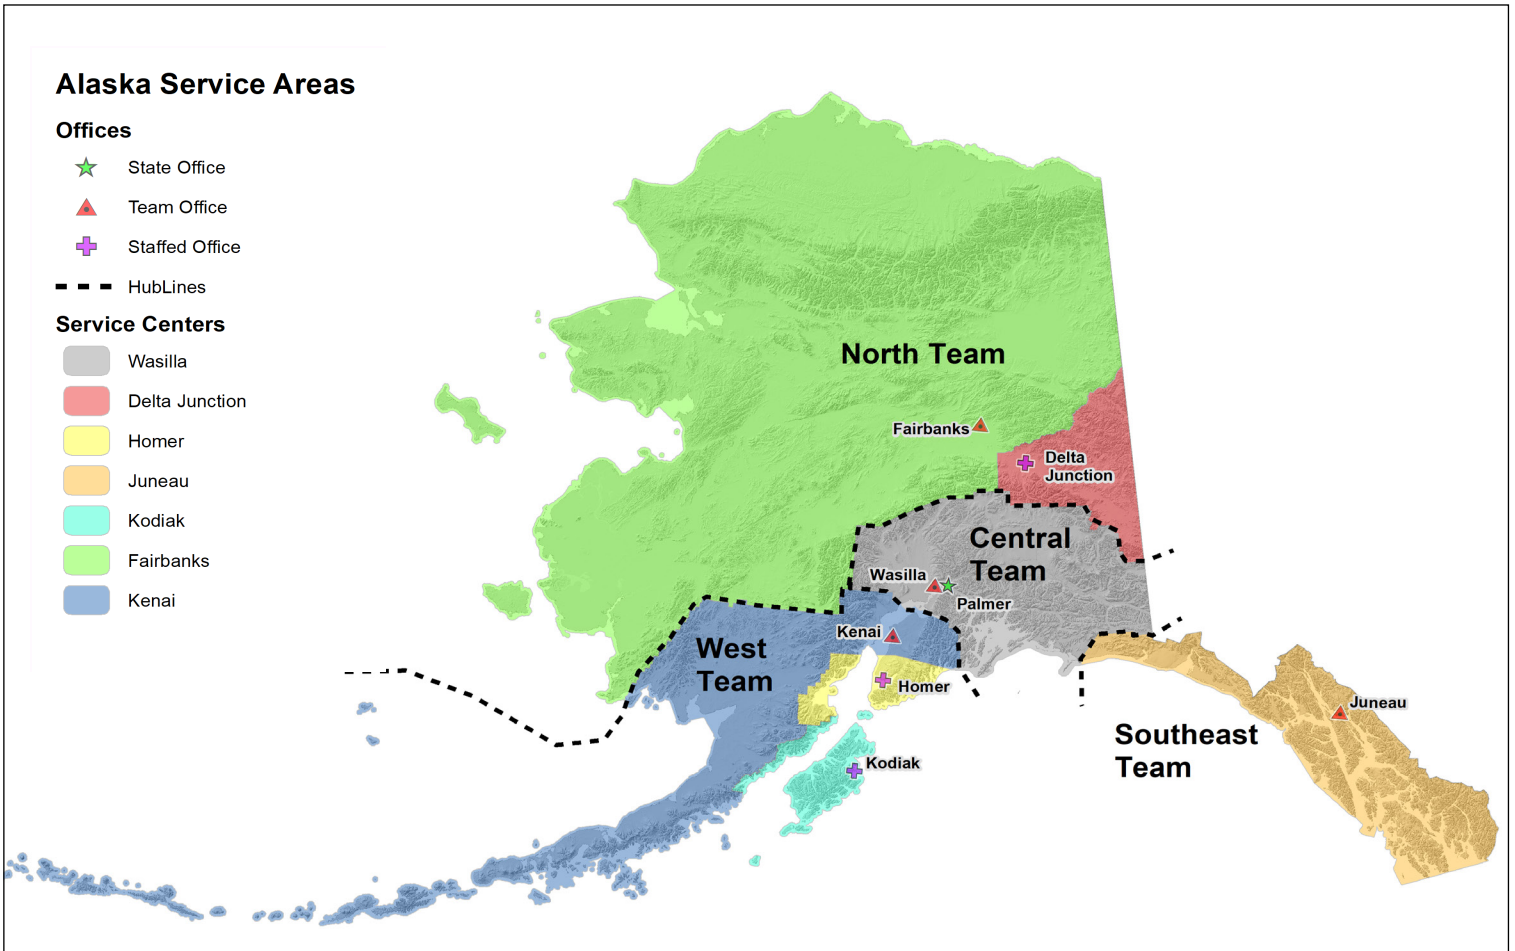 Alaska Service Areas
Offices
State Office
Team Office
Staffed Office
HubLines
Service Centers
Wasilla
Delta Junction
Homer
Juneau
Kodiak
Fairbanks
Kenai
North Team
Fairbanks
Delta
Junction
Central
Team
Wasilla
Palmer
Kenai
West
Team
Homer
Juneau
Southeast
Team
Kodiak